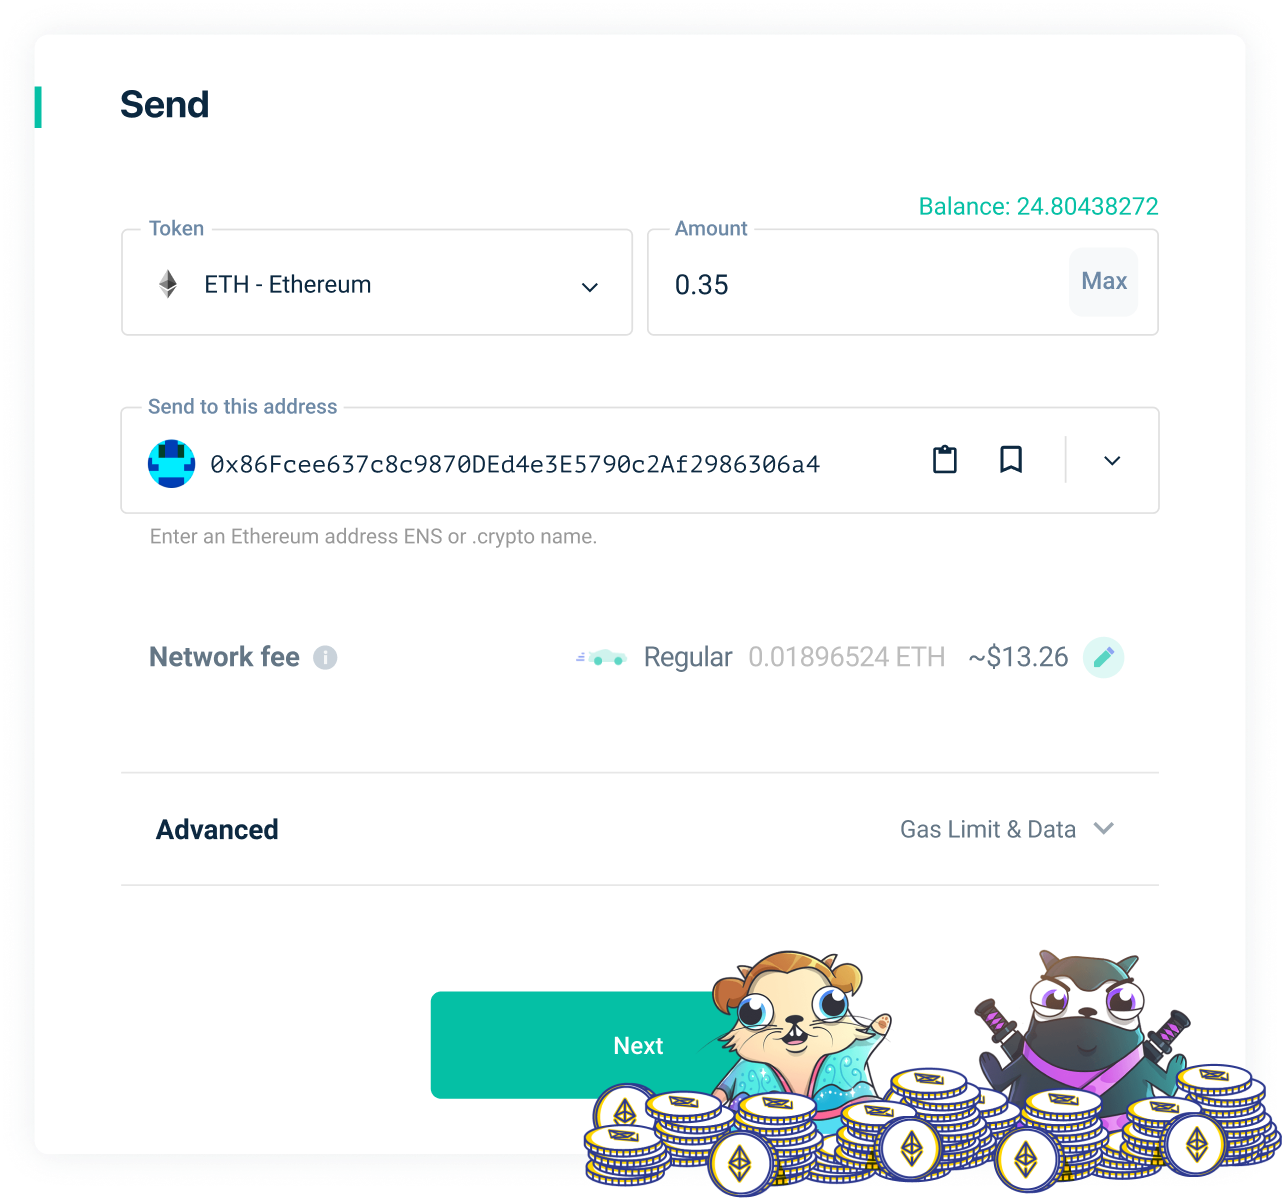 Send
Balance: 24.80438272
Token
Amount
ETH - Ethereum
0.35
Max
Send to this address
0x86Fcee637c8c9870DEd4e3E5790c2Af2986306a4
Enter an Ethereum address ENS or .crypto name.
Network fee
Regular 0.01896524 ETH ~$13.26
Advanced
Gas Limit & Data
Next